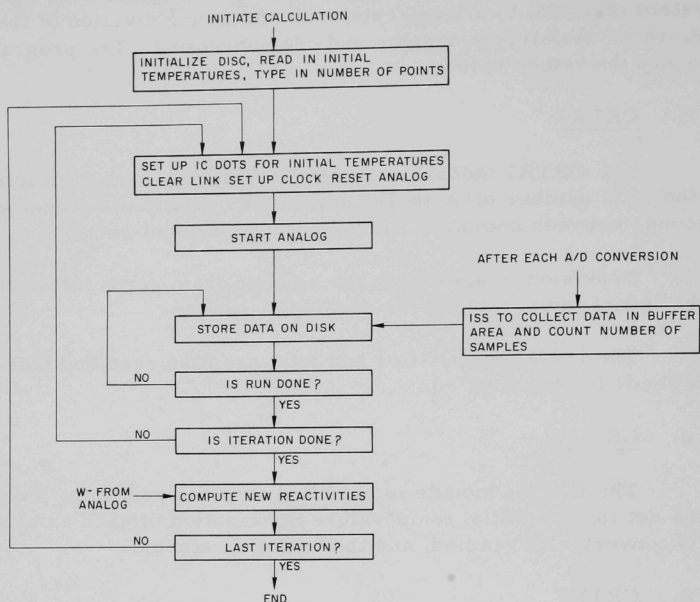 INITIATE CALCULATION
INITIALIZE DISC, READ IN INITIAL
TEMPERATURES, TYPE IN NUMBER OF POINTS
SET UP IC DOTS FOR INITIAL TEMPERATURES
CLEAR LINK SET UP CLOCK RESET ANALOG
START ANALOG
AFTER EACH A/D CONVERSION
ISS TO COLLECT DATA IN BUFFER
AREA AND COUNT NUMBER OF
SAMPLES
STORE DATA ON DISK
NO
IS RUN DONE?
YES
NO
IS ITERATION DONE?
YES
W- FROM
ANALOG
COMPUTE NEW REACTIVITIES
NO
LAST ITERATION?
YES
END